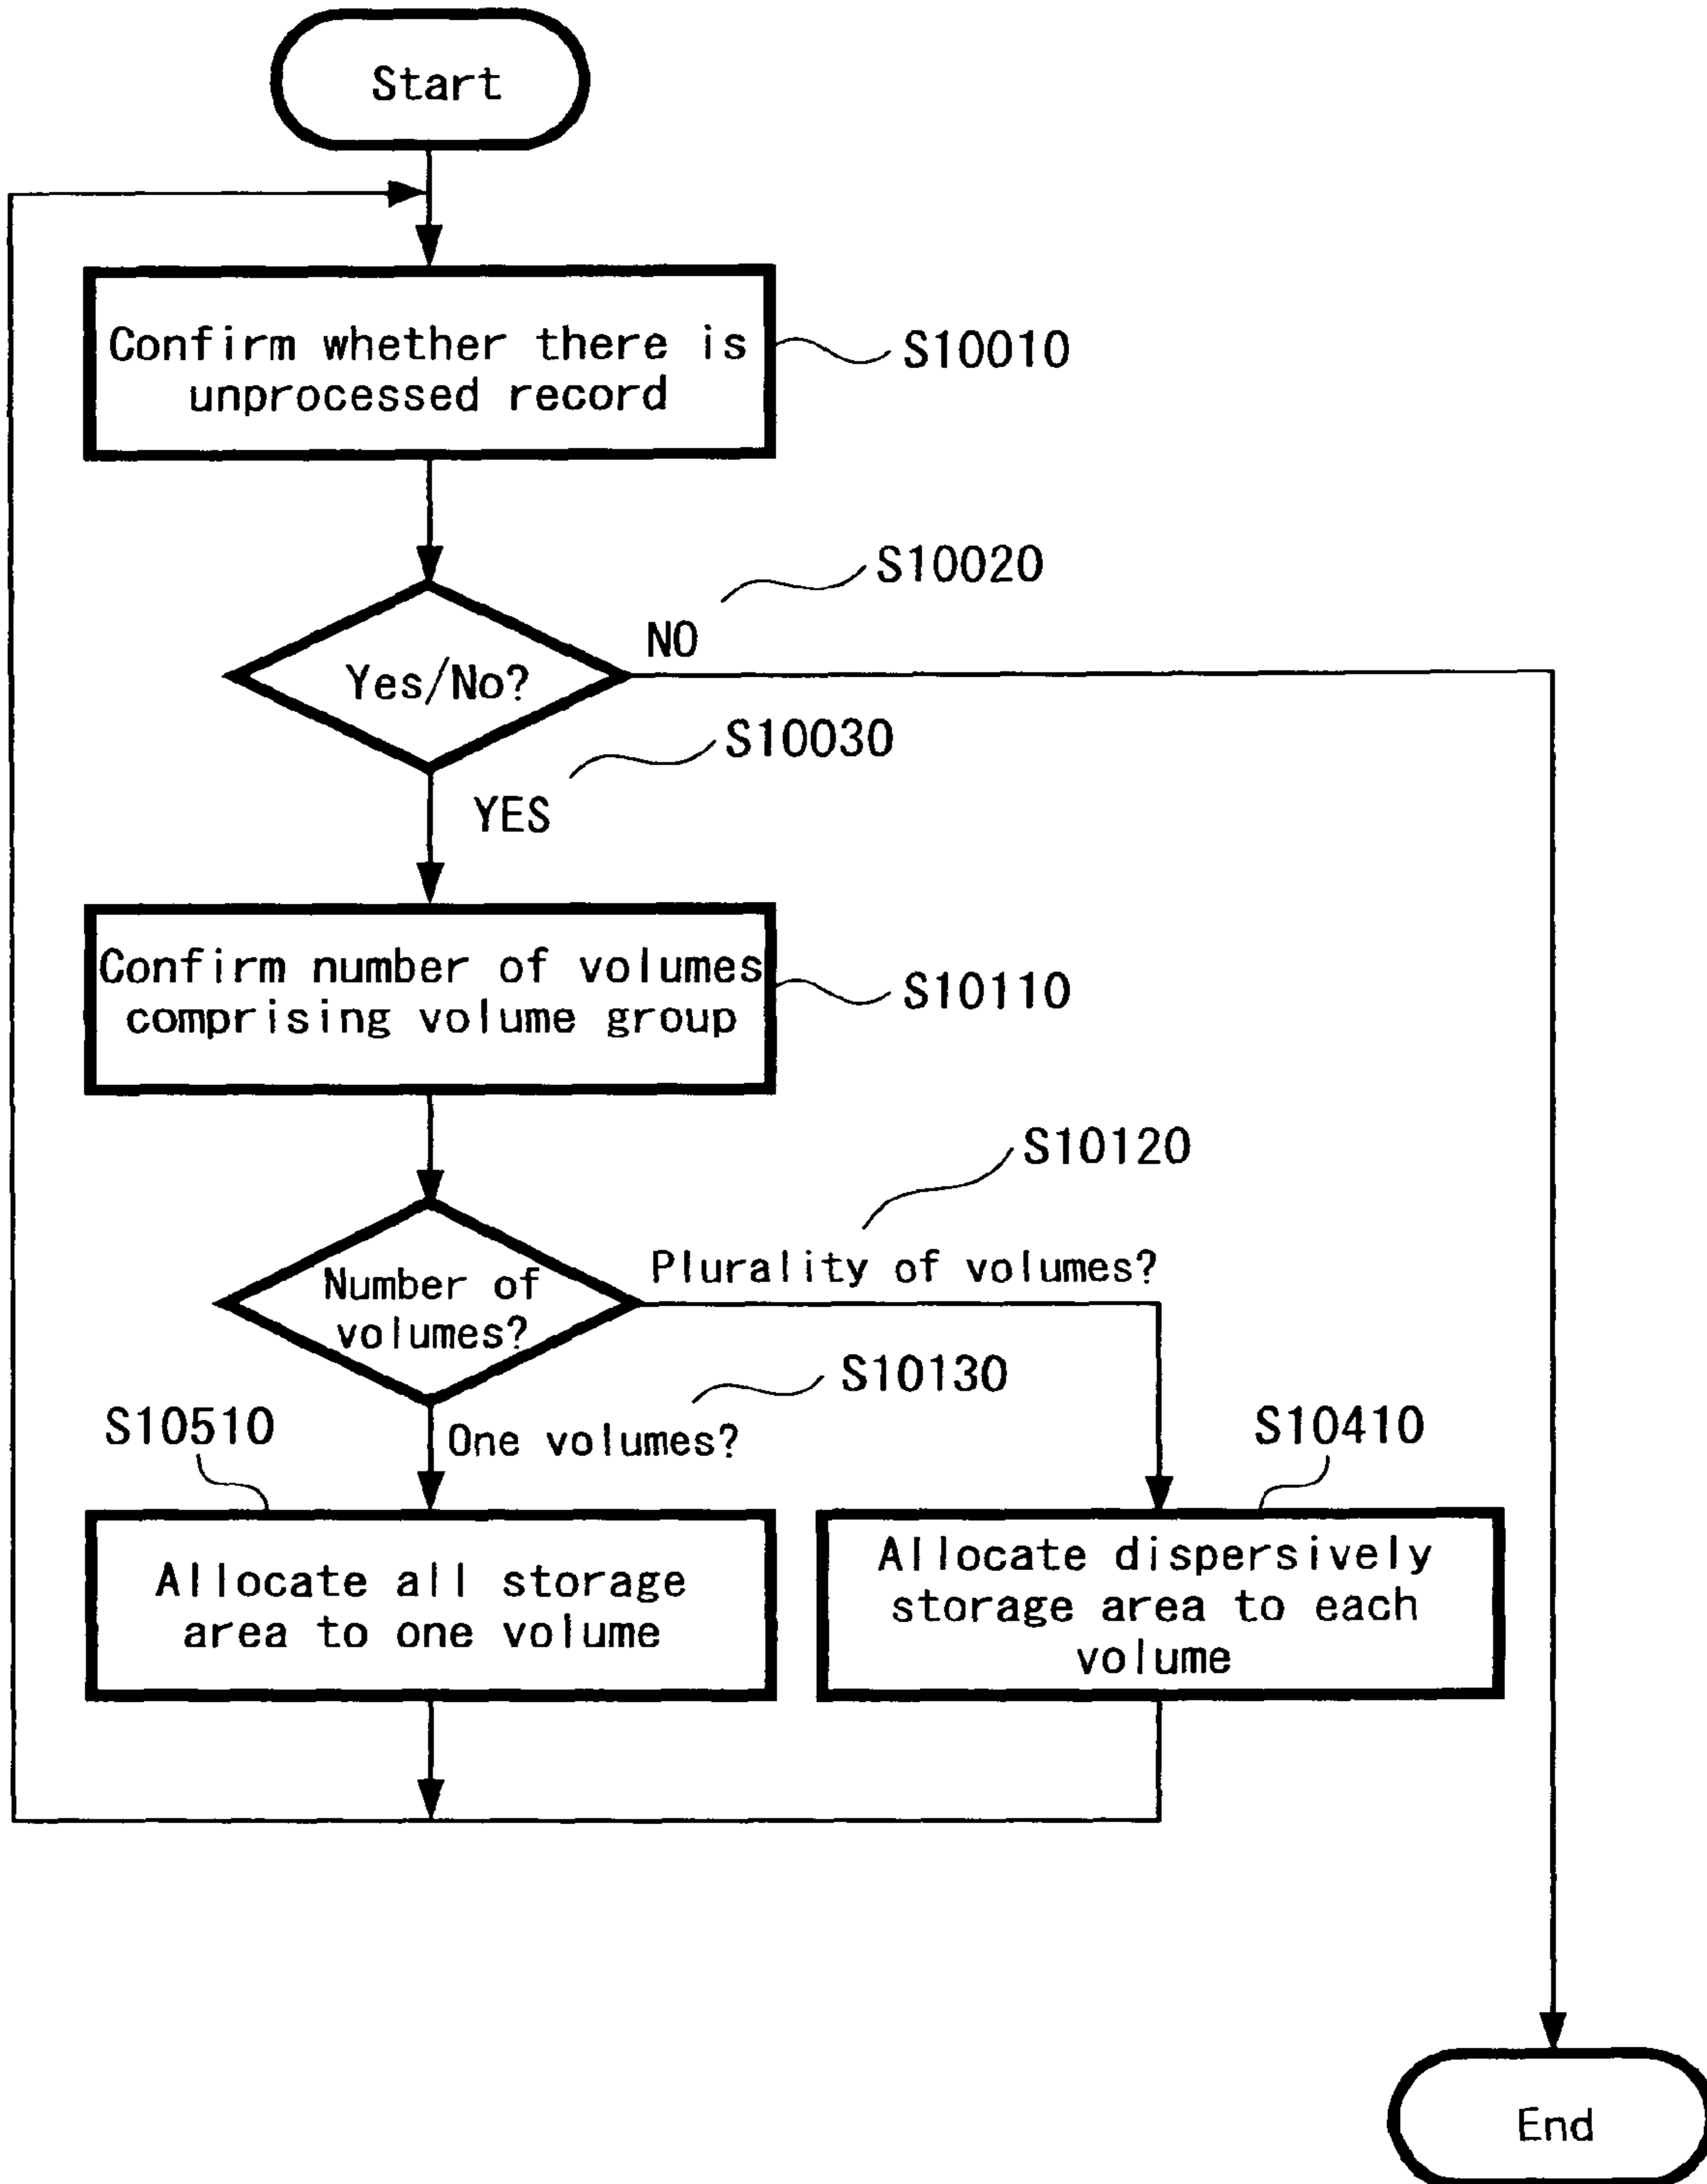 Start
Confirm whether there is
unprocessed record
S10010
S10020
NO
Yes/No?
S10030
YES
Confirm number of volumes
comprising volume group
S10110
S10120
Plurality of volumes?
Number of
volumes?
S10130
One volumes?
S10510
S10410
Allocate all storage
area to one volume
Allocate dispersively
storage area to each
volume
End